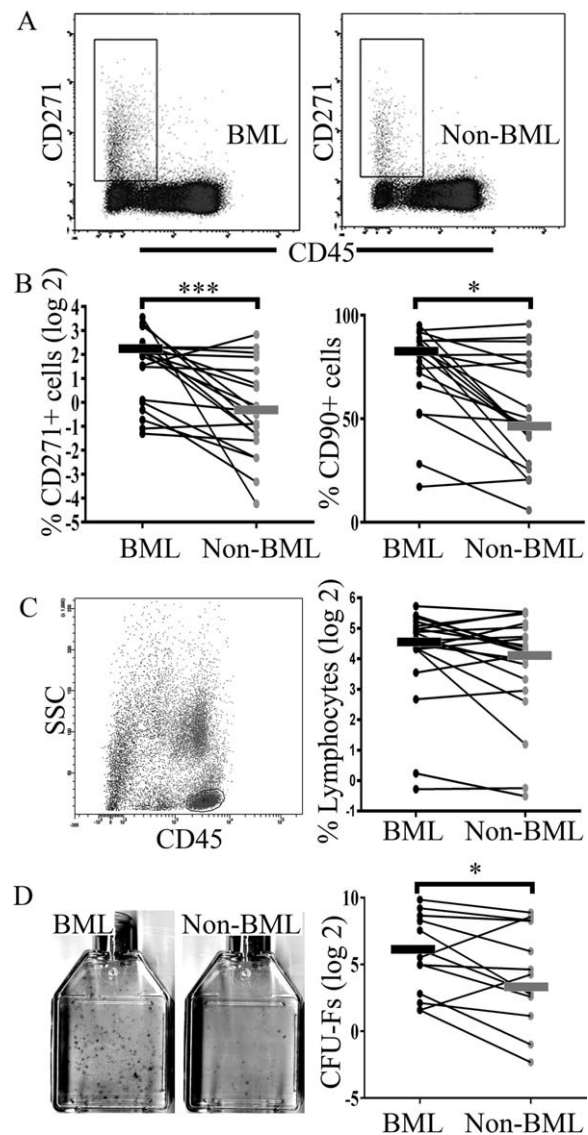 A
CD271
BML
CD271
Non-BML
CD45
B
% CD271+ cells (log 2)
4
3
2
1
0
-1
-2
-3
-4
-5
***
BML Non-BML
% CD90+ cells
100
50
0
*
BML Non-BML
C
SSC
CD45
% Lymphocytes (log 2)
6
5
4
3
2
1
0
-1
BML Non-BML
D
BML Non-BML
CFU-Fs (log 2)
10
5
0
-5
*
BML Non-BML